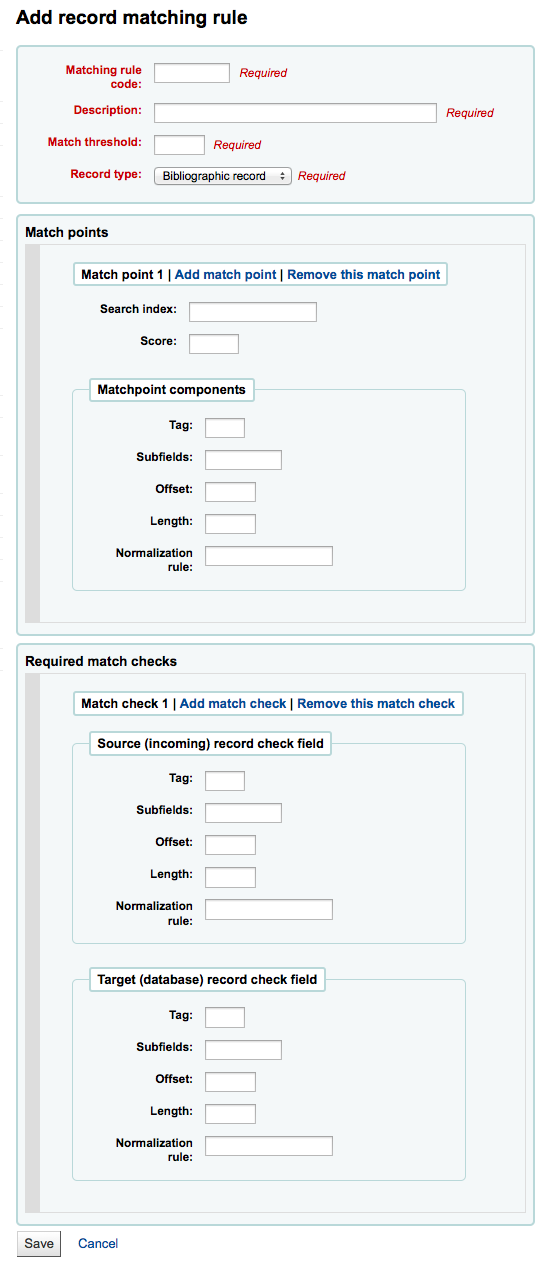 Add record matching rule
Matching rule
code:
Required
Description:
Required
Match threshold:
Required
Record type:
Bibliographic record
Required
Match points
Match point 1 | Add match point | Remove this match point
Search index:
Score:
Matchpoint components
Tag:
Subfields:
Offset:
Length:
Normalization
rule:
Required match checks
Match check 1 | Add match check | Remove this match check
Source (incoming) record check field
Tag:
Subfields:
Offset:
Length:
Normalization
rule:
Target (database) record check field
Tag:
Subfields:
Offset:
Length:
Normalization
rule:
Save Cancel